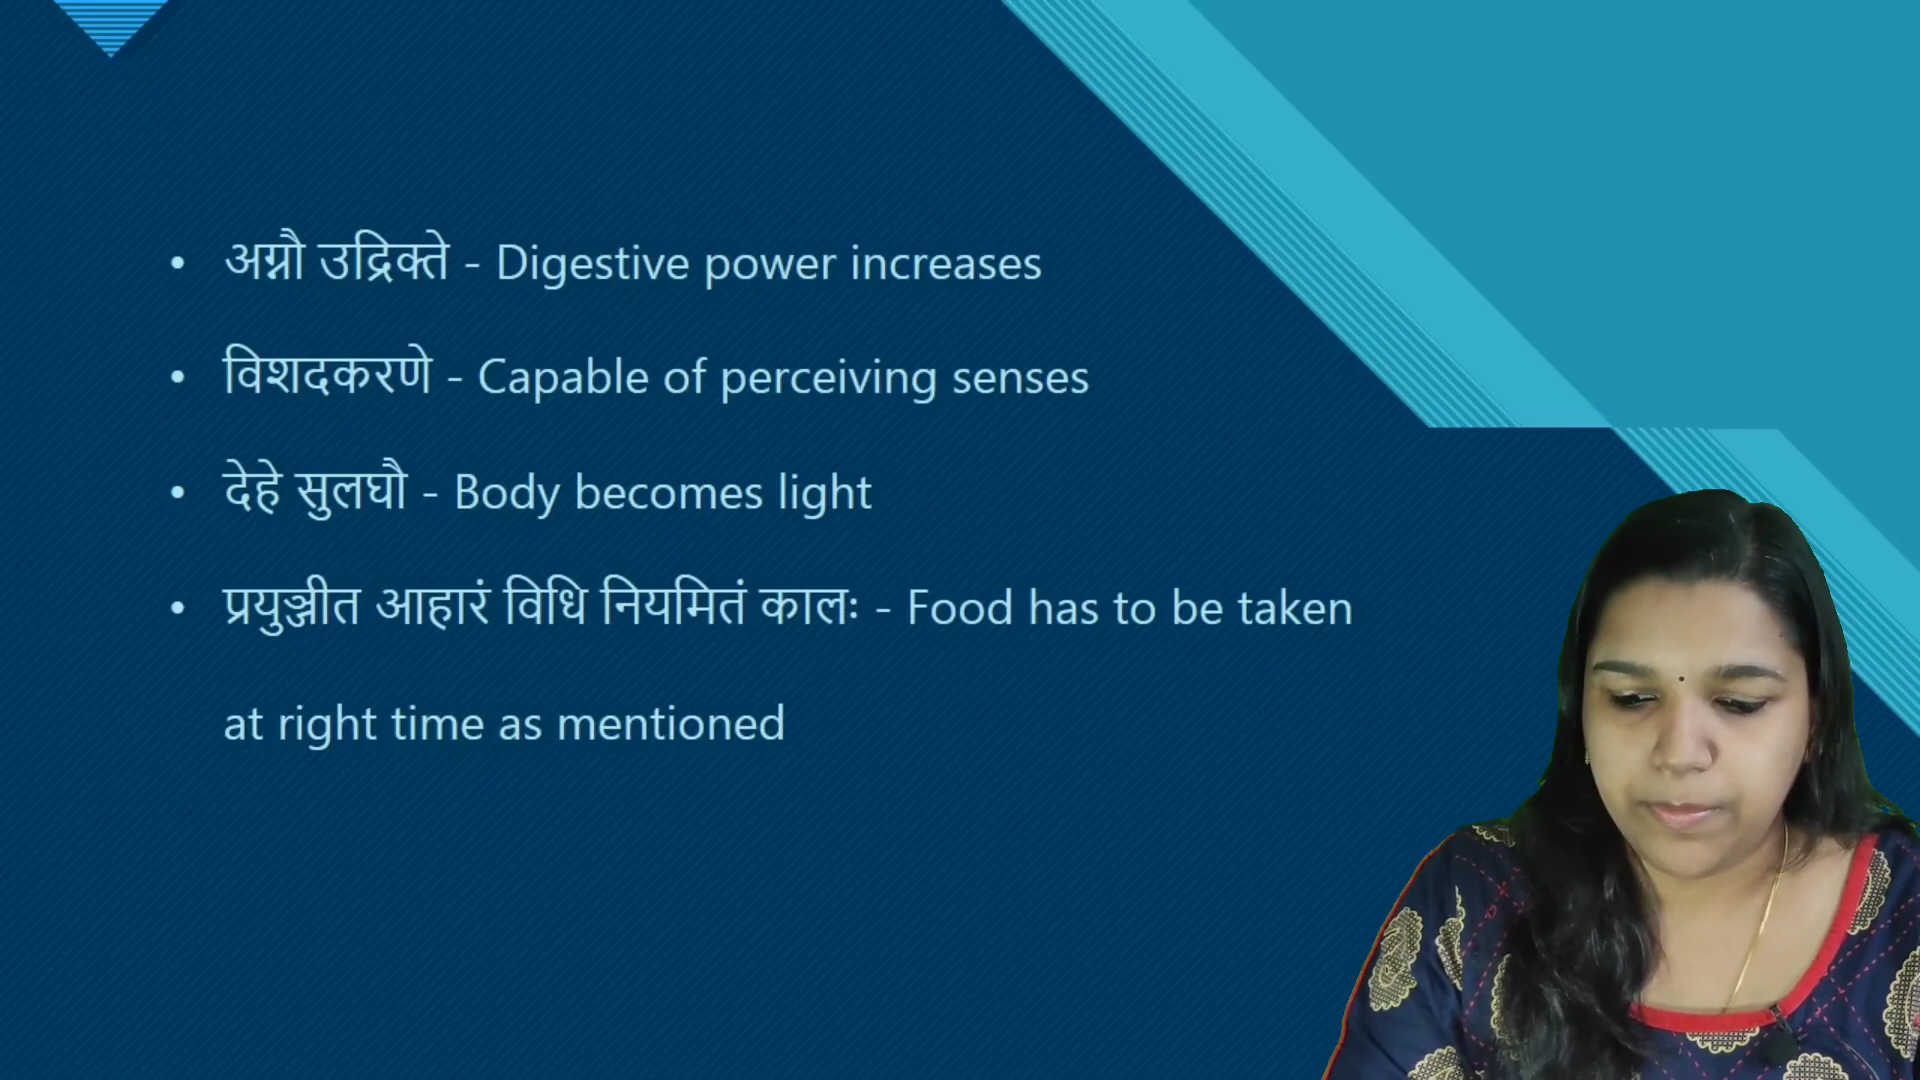 • अग्नौ उद्रिक्ते - Digestive power increases
• विशदकरणे - Capable of perceiving senses
• देहे सुलघौ - Body becomes light
• प्रयुञ्जीत आहारं विधि नियमितं कालः - Food has to be taken
at right time as mentioned